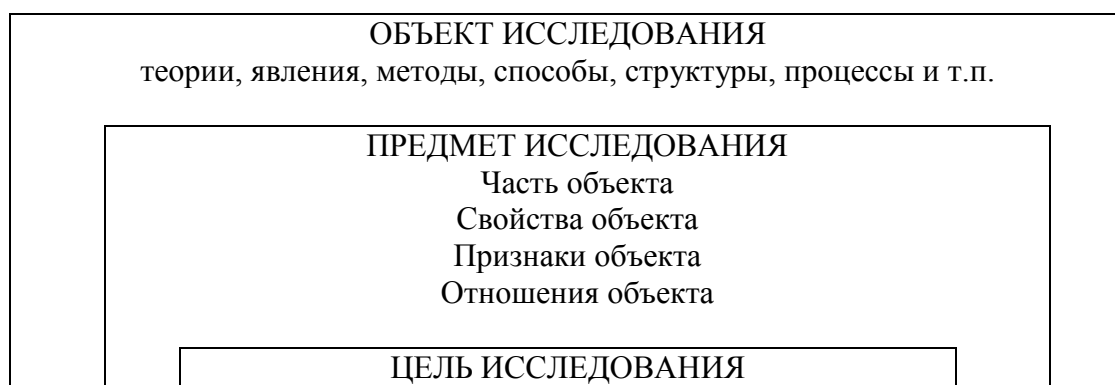 ОБЪЕКТ ИССЛЕДОВАНИЯ
теории, явления, методы, способы, структуры, процессы и т.п.
ПРЕДМЕТ ИССЛЕДОВАНИЯ
Часть объекта
Свойства объекта
Признаки объекта
Отношения объекта
ЦЕЛЬ ИССЛЕДОВАНИЯ